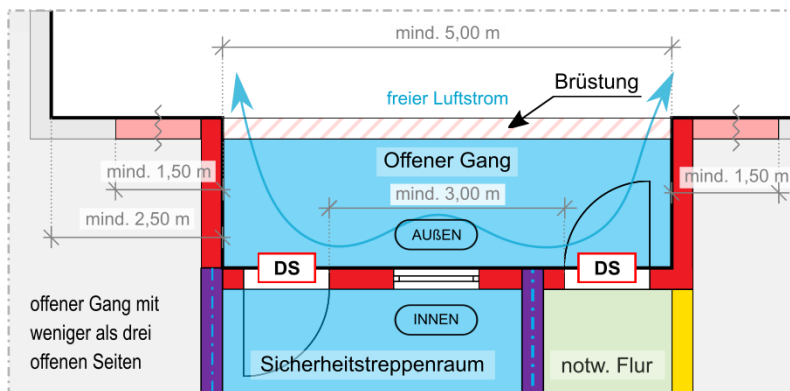 mind. 5,00 m
freier Luftstrom
Brüstung
Offener Gang
mind. 1,50 m
mind. 3,00 m
mind. 1,50 m
mind. 2,50 m
AUßEN
DS
DS
offener Gang mit
weniger als drei
offenen Seiten
INNEN
Sicherheitstreppenraum
notw. Flur